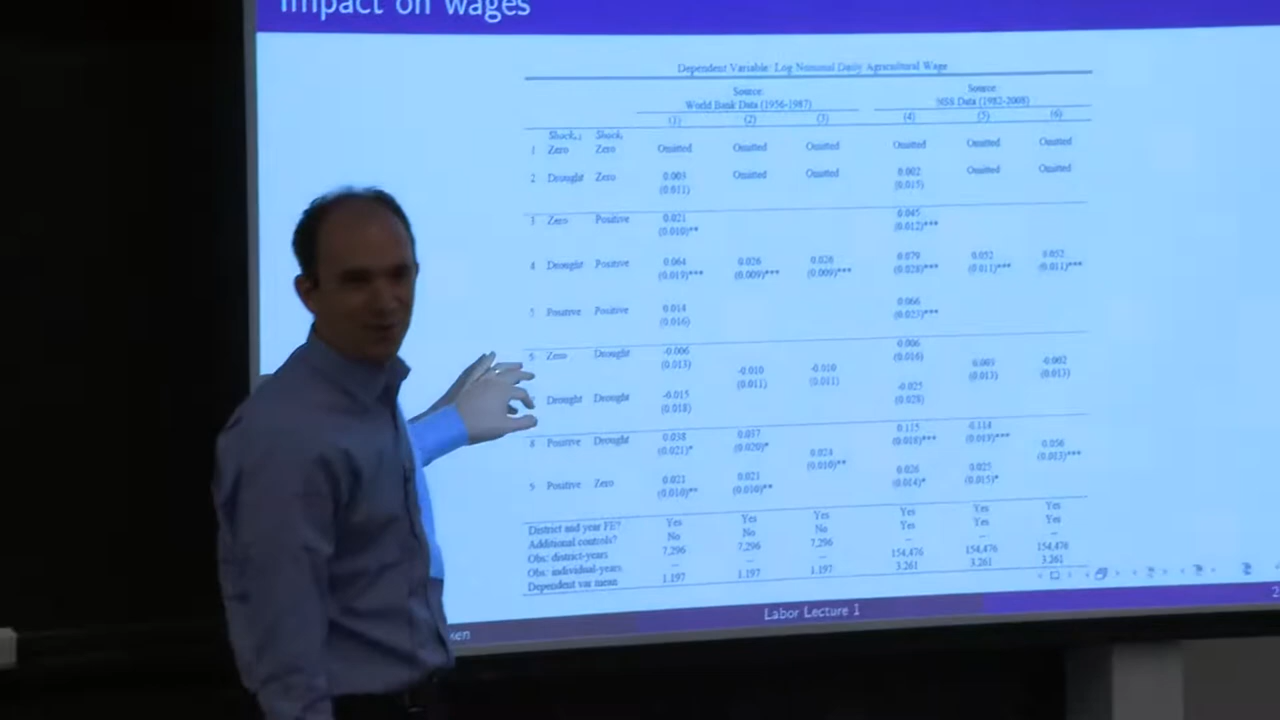 Impact on wages
Dependent Variable: Log Nominal Daily Agricultural Wage
Source: Source:
World Bank Data (1956-1987) NSS Data (1982-2008)
(1) (2) (3) (4) (5) (6)
Shock Shock
1 Zero Zero Omitted Omitted Omitted Omitted Omitted Omitted
2 Drought Zero 0.003 Omitted Omitted 0.002 Omitted Omitted
(0.011) (0.015)
3 Zero Positive 0.021 0.045
(0.010)** (0.012)***
4 Drought Positive 0.064 0.026 0.026 0.079 0.052 0.052
(0.019)*** (0.009)*** (0.009)*** (0.028)*** (0.011)*** (0.011)***
5 Positive Positive 0.014 0.066
(0.016) (0.023)***
6 Zero Drought -0.006 0.006
(0.013) (0.016)
-0.010 -0.010 0.003 -0.002
(0.011) (0.011) (0.013) (0.013)
Drought Drought -0.015 -0.025
(0.018) (0.028)
8 Positive Drought 0.038 0.037 0.115 0.114
(0.021)* (0.020)* (0.018)*** (0.019)***
0.024 0.056
(0.010)** (0.013)***
9 Positive Zero 0.021 0.021 0.026 0.025
(0.010)** (0.010)** (0.014)* (0.015)*
District and year FE? Yes Yes Yes Yes Yes Yes
Additional controls? No No No Yes Yes Yes
Obs: district-years 7,296 7,296 7,296 -- -- --
Obs: individual-years -- -- -- 154,476 154,476 154,476
Dependent var mean 1.197 1.197 1.197 3.261 3.261 3.261
ken Labor Lecture 1 2